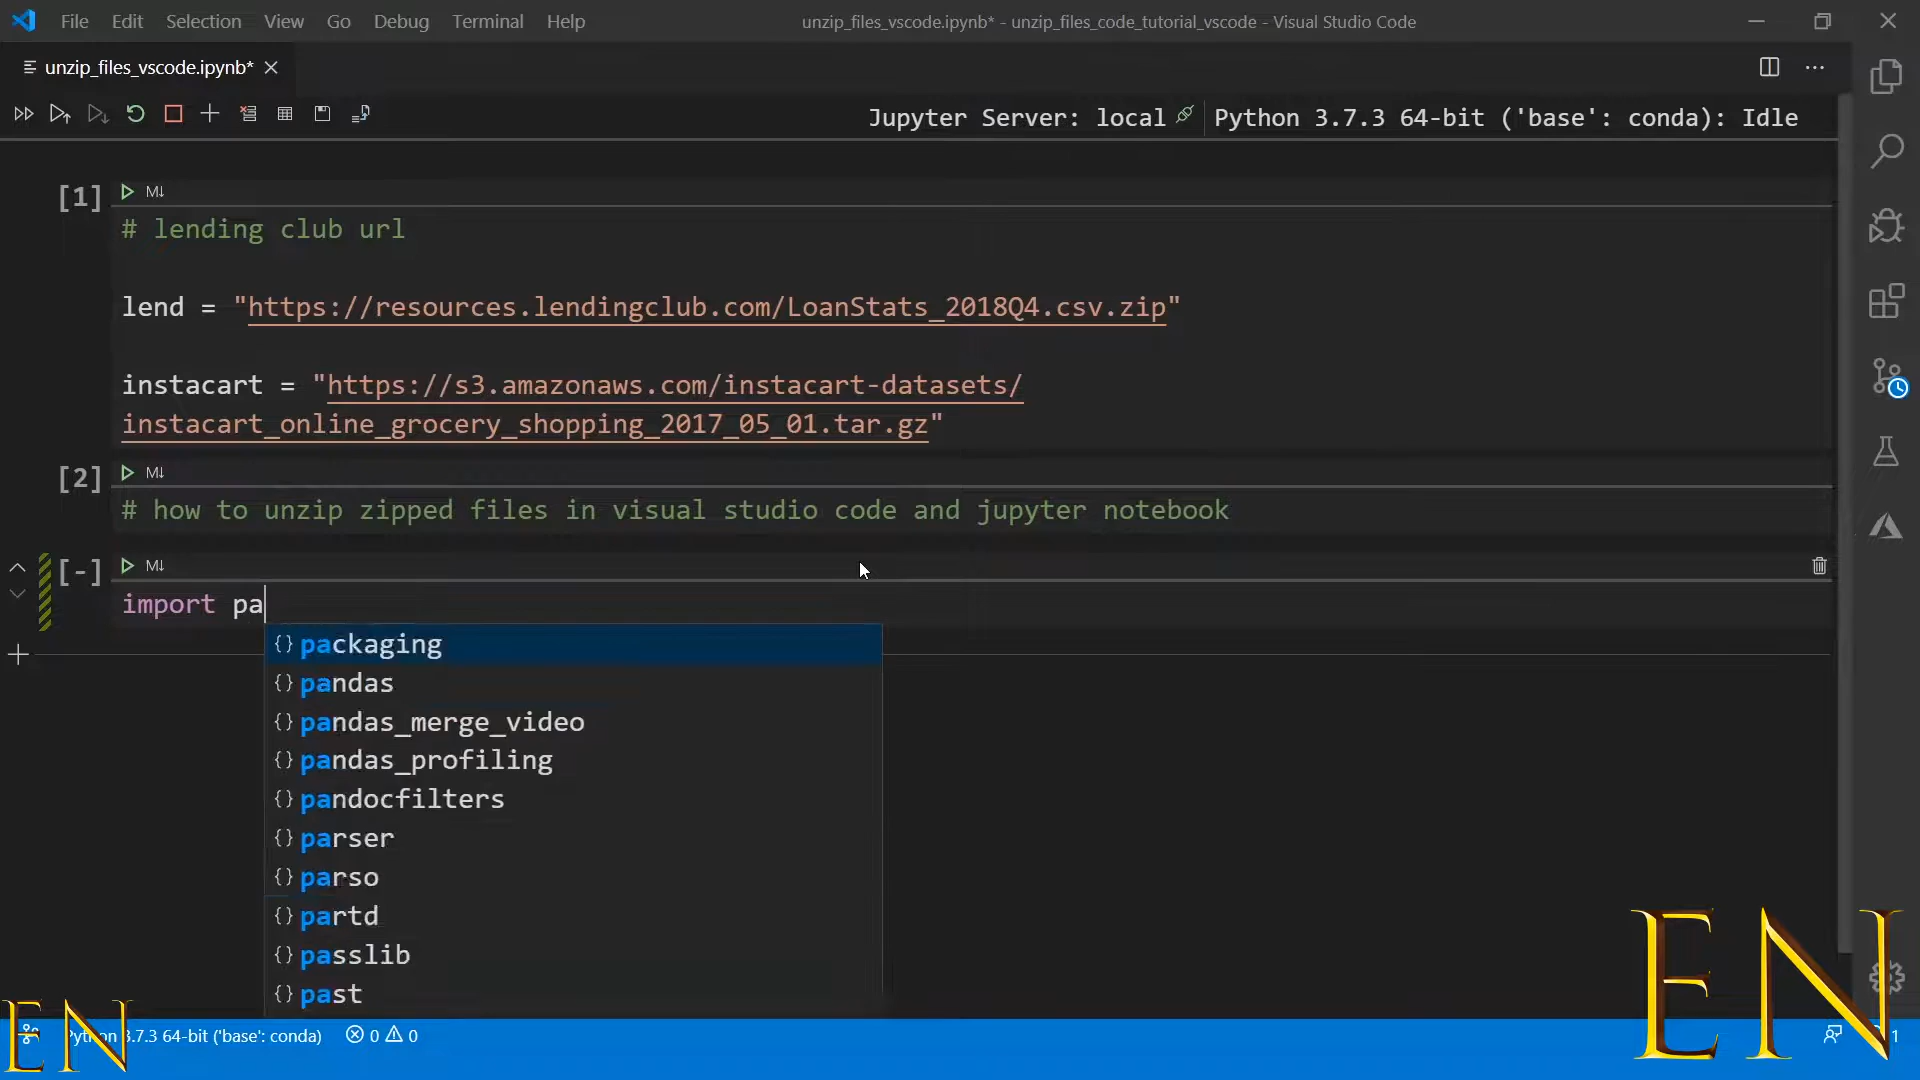 File Edit Selection View Go Debug Terminal Help unzip_files_vscode.ipynb* - unzip_files_code_tutorial_vscode - Visual Studio Code
unzip_files_vscode.ipynb*
Jupyter Server: local Python 3.7.3 64-bit ('base': conda): Idle
[1] M↓
# lending club url
lend = "https://resources.lendingclub.com/LoanStats_2018Q4.csv.zip"
instacart = "https://s3.amazonaws.com/instacart-datasets/
instacart_online_grocery_shopping_2017_05_01.tar.gz"
[2] M↓
# how to unzip zipped files in visual studio code and jupyter notebook
[-] M↓
import pa
{} packaging
{} pandas
{} pandas_merge_video
{} pandas_profiling
{} pandocfilters
{} parser
{} parso
{} partd
{} passlib
{} past
EN
EN
Python 3.7.3 64-bit ('base': conda) 0 0 1